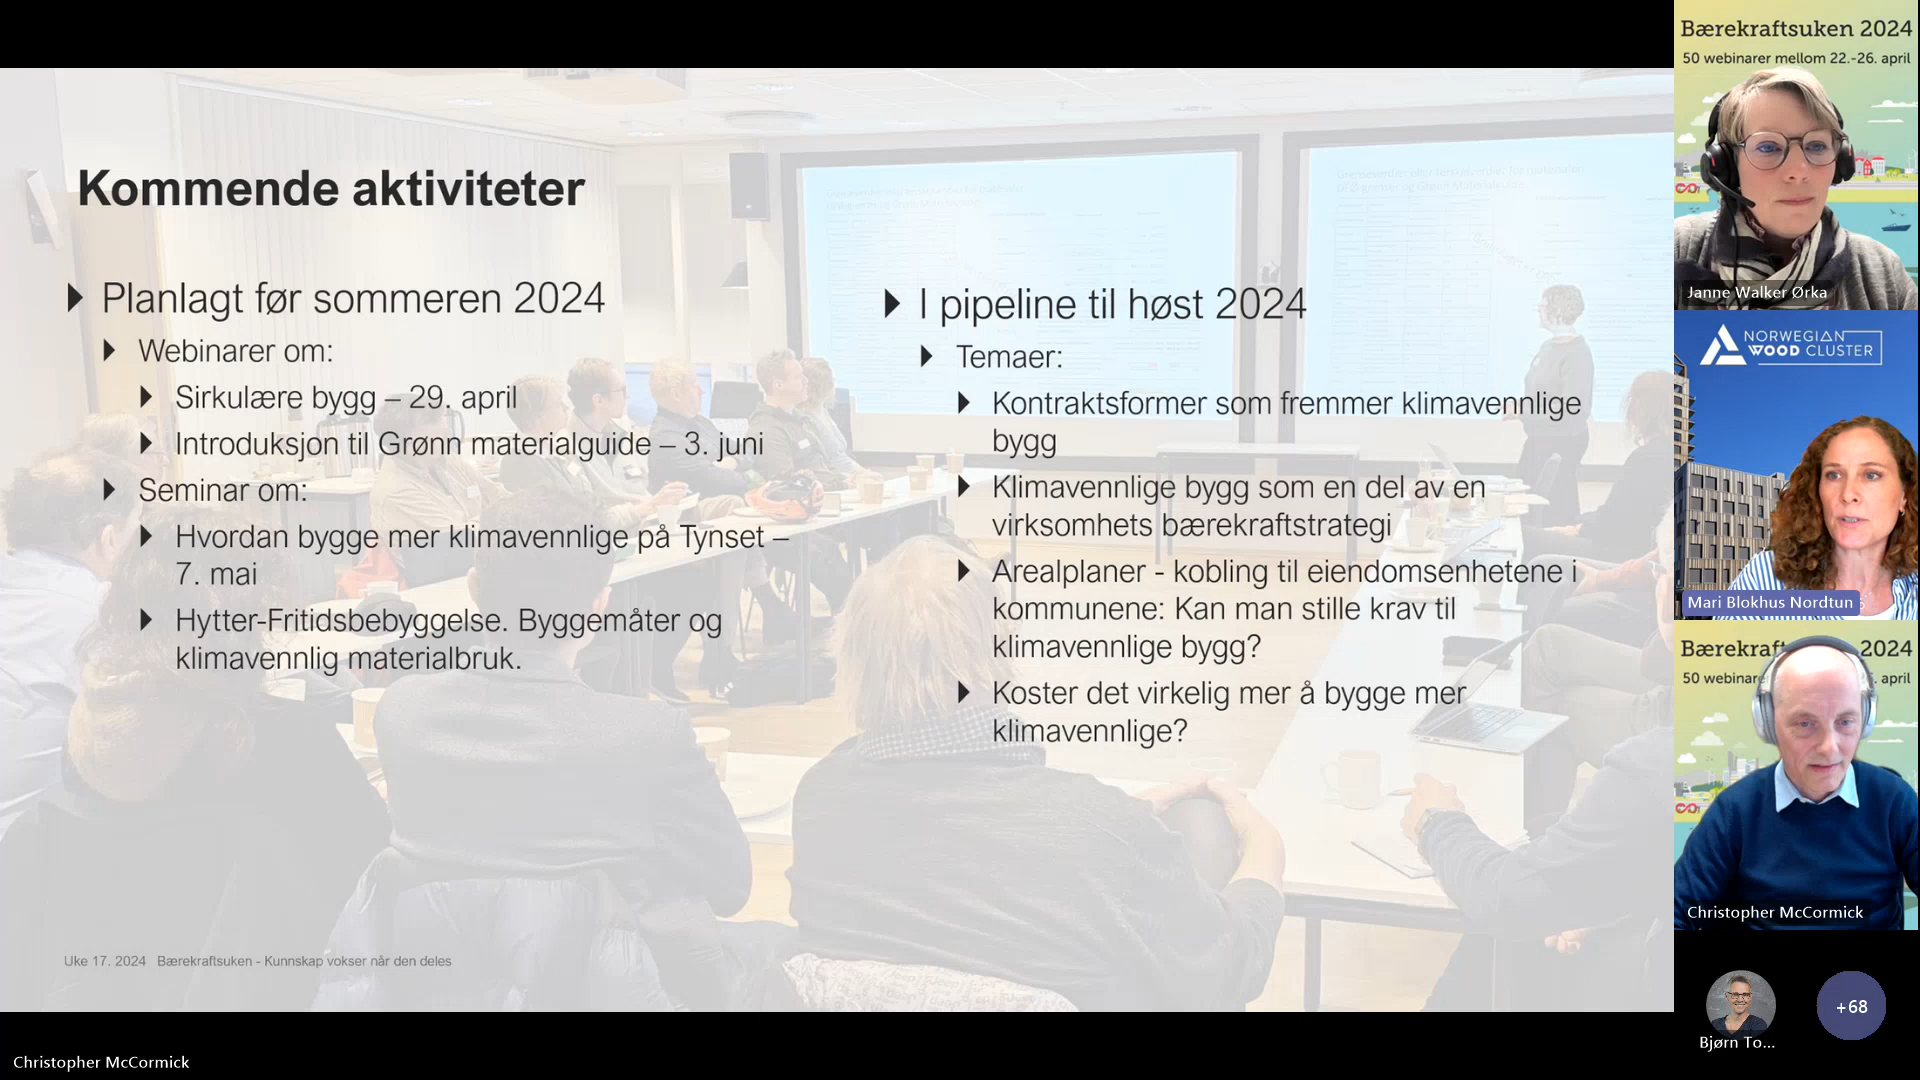 Kommende aktiviteter
Planlagt før sommeren 2024
Webinarer om:
Sirkulære bygg – 29. april
Introduksjon til Grønn materialguide – 3. juni
Seminar om:
Hvordan bygge mer klimavennlige på Tynset –
7. mai
Hytter-Fritidsbebyggelse. Byggemåter og
klimavennlig materialbruk.
I pipeline til høst 2024
Temaer:
Kontraktsformer som fremmer klimavennlige
bygg
Klimavennlige bygg som en del av en
virksomhets bærekraftstrategi
Arealplaner - kobling til eiendomsenhetene i
kommunene: Kan man stille krav til
klimavennlige bygg?
Koster det virkelig mer å bygge mer
klimavennlige?
Uke 17. 2024 Bærekraftsuken - Kunnskap vokser når den deles
Christopher McCormick
Bærekraftsuken 2024
50 webinarer mellom 22.-26. april
Janne Walker Ørka
NORWEGIAN
WOOD CLUSTER
Mari Blokhus Nordtun
2024
april
Christopher McCormick
Bjørn To...
+68